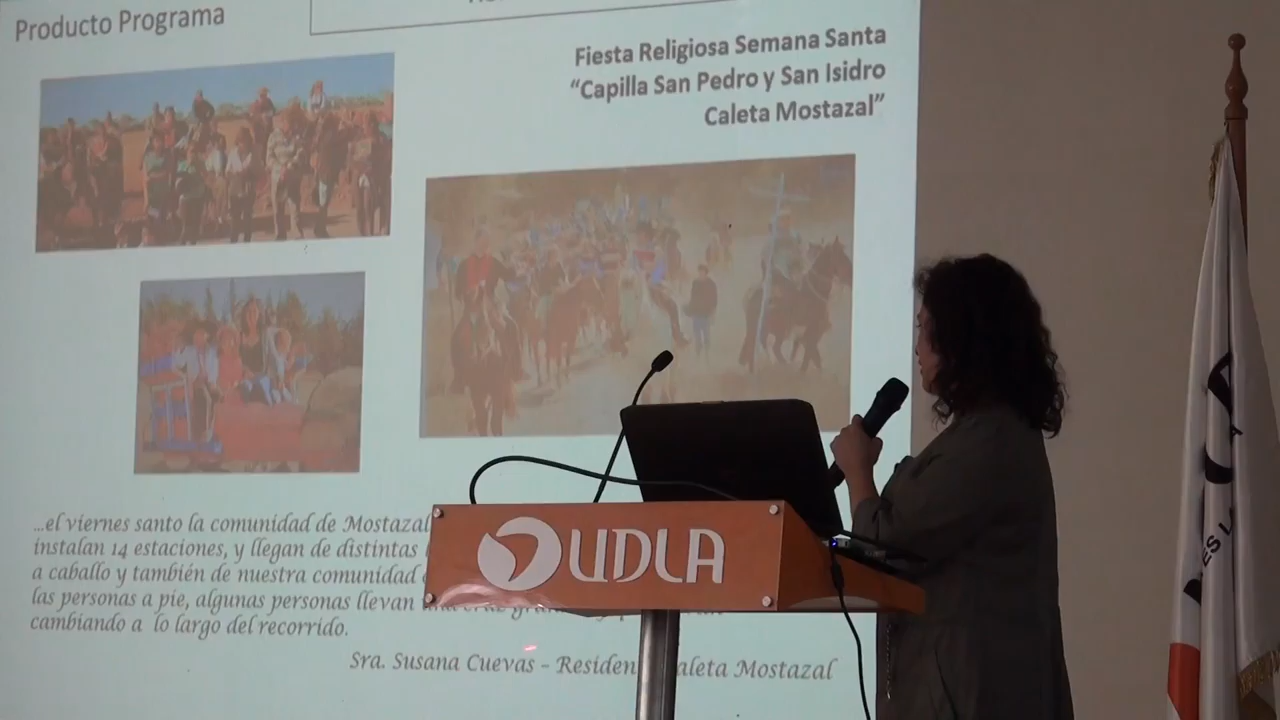 Producto Programa
Fiesta Religiosa Semana Santa
“Capilla San Pedro y San Isidro
Caleta Mostazal”
...el viernes santo la comunidad de Mostazal
instalan 14 estaciones, y llegan de distintas
a caballo y también de nuestra comunidad
las personas a pie, algunas personas llevan
cambiando a lo largo del recorrido.
Sra. Susana Cuevas – Residen aleta Mostazal
UDLA